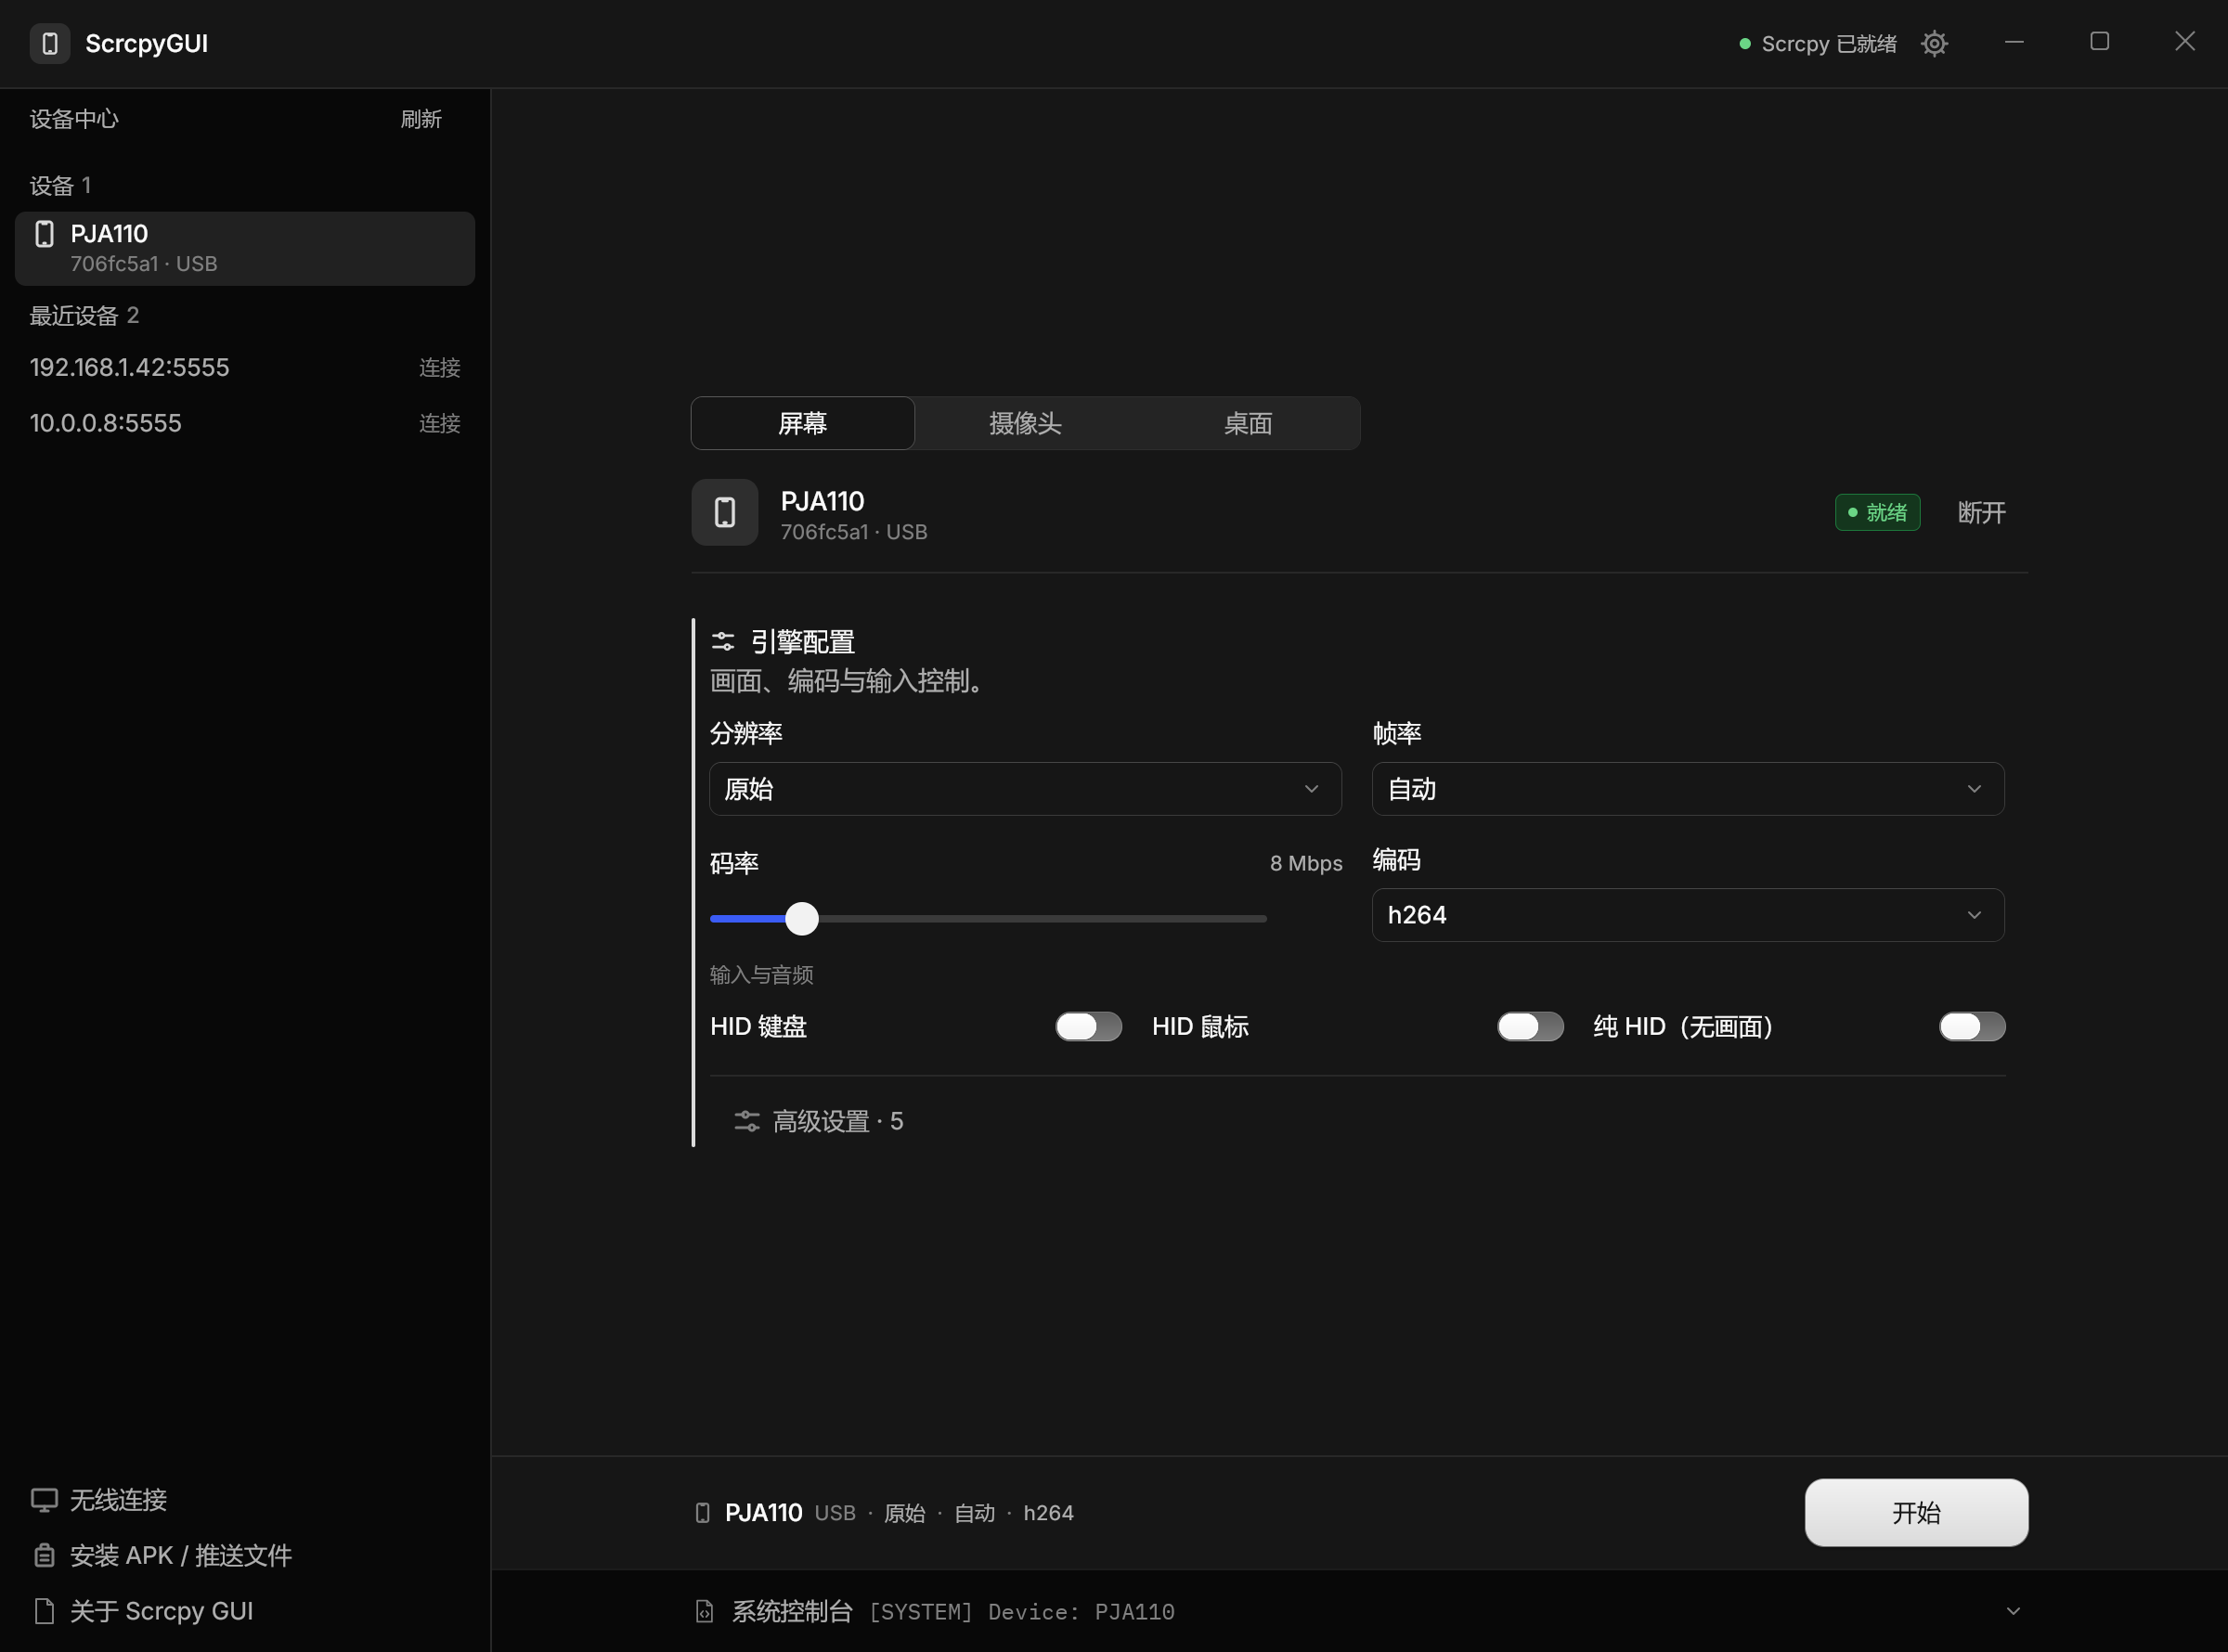 ScrcpyGUI
Scrcpy 已就绪
设备中心
刷新
设备 1
PJA110
706fc5a1 · USB
最近设备 2
192.168.1.42:5555
连接
10.0.0.8:5555
连接
无线连接
安装 APK / 推送文件
关于 Scrcpy GUI
屏幕
摄像头
桌面
PJA110
706fc5a1 · USB
就绪
断开
引擎配置
画面、编码与输入控制。
分辨率
帧率
原始
自动
码率
8 Mbps
编码
h264
输入与音频
HID 键盘
HID 鼠标
纯 HID（无画面）
高级设置 · 5
PJA110 USB · 原始 · 自动 · h264
开始
系统控制台 [SYSTEM] Device: PJA110